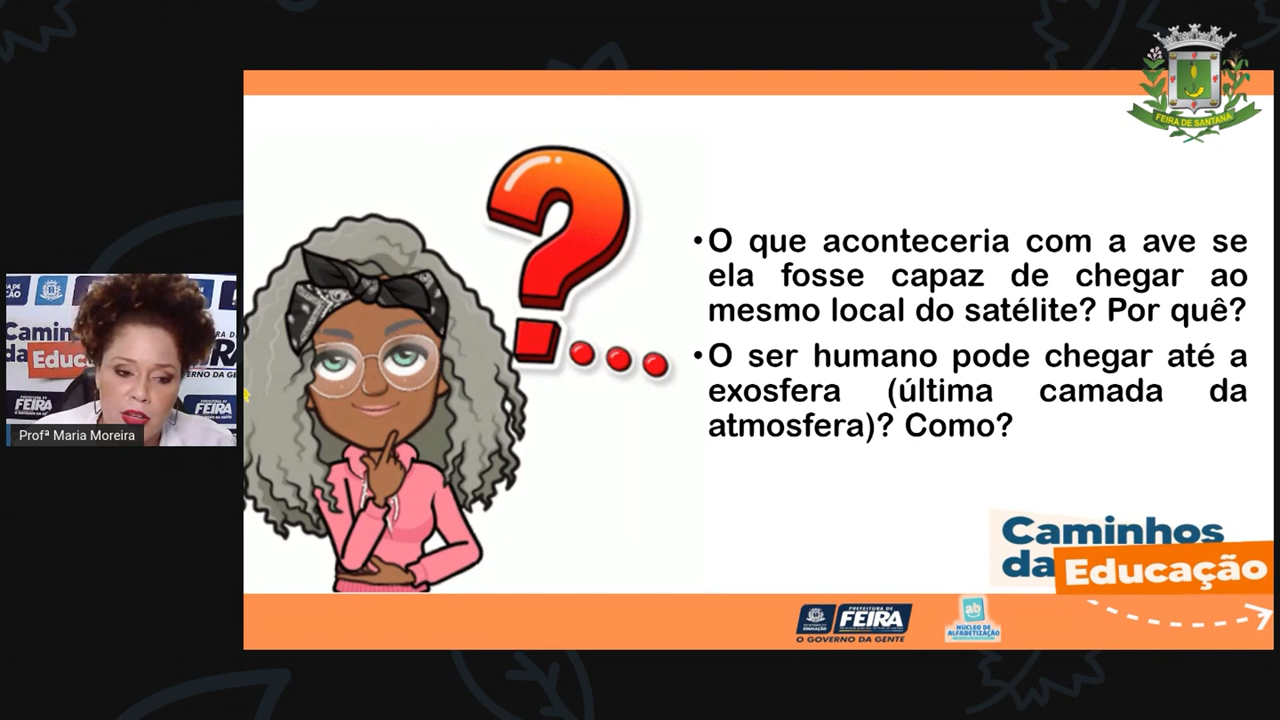 FEIRA DE SANTANA
• O que aconteceria com a ave se
ela fosse capaz de chegar ao
mesmo local do satélite? Por quê?
• O ser humano pode chegar até a
exosfera (última camada da
atmosfera)? Como?
Profª Maria Moreira
Caminhos
da Educação
PREFEITURA DE
FEIRA
EDUCAÇÃO
O GOVERNO DA GENTE
ab
NÚCLEO DE
ALFABETIZAÇÃO